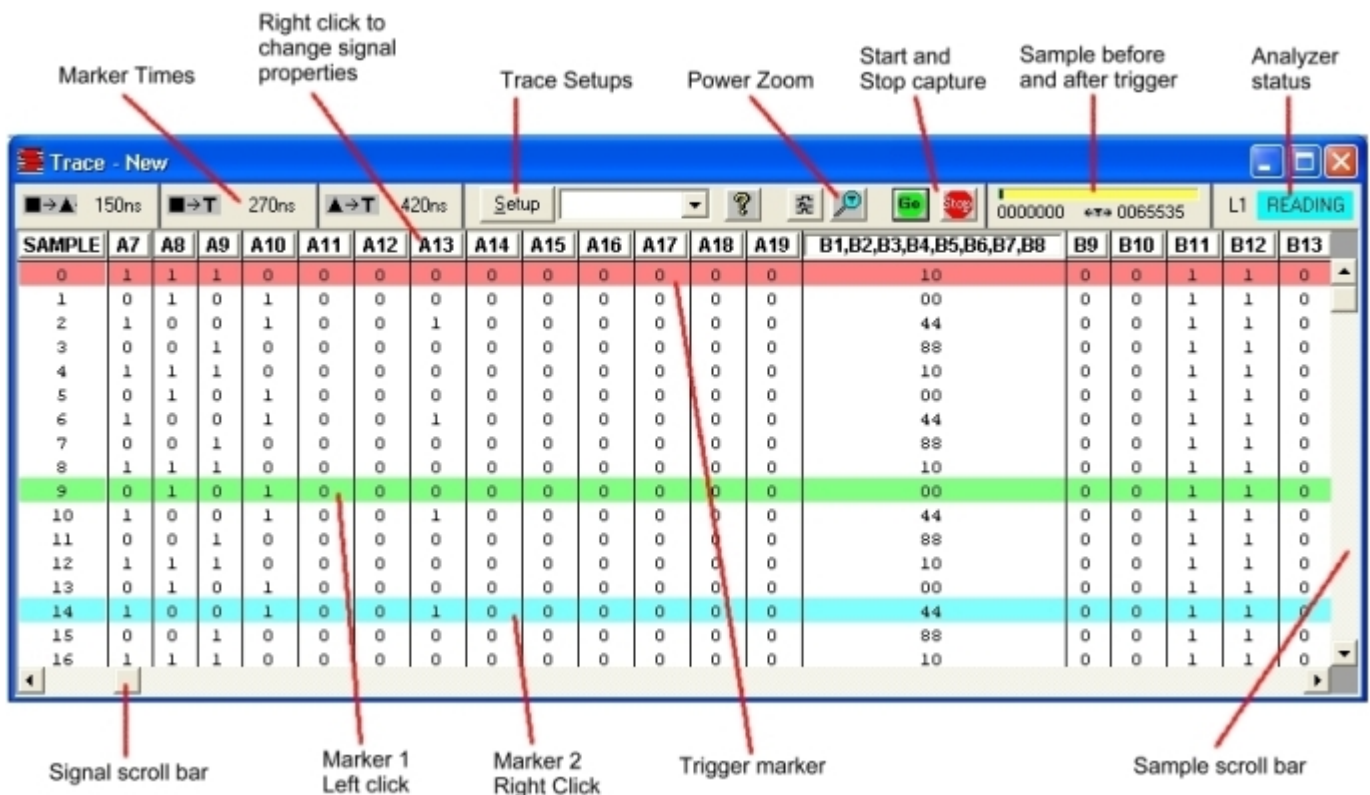 Right click to
change signal
properties
Marker Times
Trace Setups
Power Zoom
Start and
Stop capture
Sample before
and after trigger
Analyzer
status
Trace - New
■→▲ 150ns ■→T 270ns ▲→T 420ns Setup ? Go Stop 0000000 ←T→ 0065535 L1 READING
SAMPLE A7 A8 A9 A10 A11 A12 A13 A14 A15 A16 A17 A18 A19 B1,B2,B3,B4,B5,B6,B7,B8 B9 B10 B11 B12 B13
0 1 1 1 0 0 0 0 0 0 0 0 0 0 10 0 0 1 1 0
1 0 1 0 1 0 0 0 0 0 0 0 0 0 00 0 0 1 1 0
2 1 0 0 1 0 0 1 0 0 0 0 0 0 44 0 0 1 1 0
3 0 0 1 0 0 0 0 0 0 0 0 0 0 88 0 0 1 1 0
4 1 1 1 0 0 0 0 0 0 0 0 0 0 10 0 0 1 1 0
5 0 1 0 1 0 0 0 0 0 0 0 0 0 00 0 0 1 1 0
6 1 0 0 1 0 0 1 0 0 0 0 0 0 44 0 0 1 1 0
7 0 0 1 0 0 0 0 0 0 0 0 0 0 88 0 0 1 1 0
8 1 1 1 0 0 0 0 0 0 0 0 0 0 10 0 0 1 1 0
9 0 1 0 1 0 0 0 0 0 0 0 0 0 00 0 0 1 1 0
10 1 0 0 1 0 0 1 0 0 0 0 0 0 44 0 0 1 1 0
11 0 0 1 0 0 0 0 0 0 0 0 0 0 88 0 0 1 1 0
12 1 1 1 0 0 0 0 0 0 0 0 0 0 10 0 0 1 1 0
13 0 1 0 1 0 0 0 0 0 0 0 0 0 00 0 0 1 1 0
14 1 0 0 1 0 0 1 0 0 0 0 0 0 44 0 0 1 1 0
15 0 0 1 0 0 0 0 0 0 0 0 0 0 88 0 0 1 1 0
16 1 1 1 0 0 0 0 0 0 0 0 0 0 10 0 0 1 1 0
Signal scroll bar
Marker 1
Left click
Marker 2
Right Click
Trigger marker
Sample scroll bar